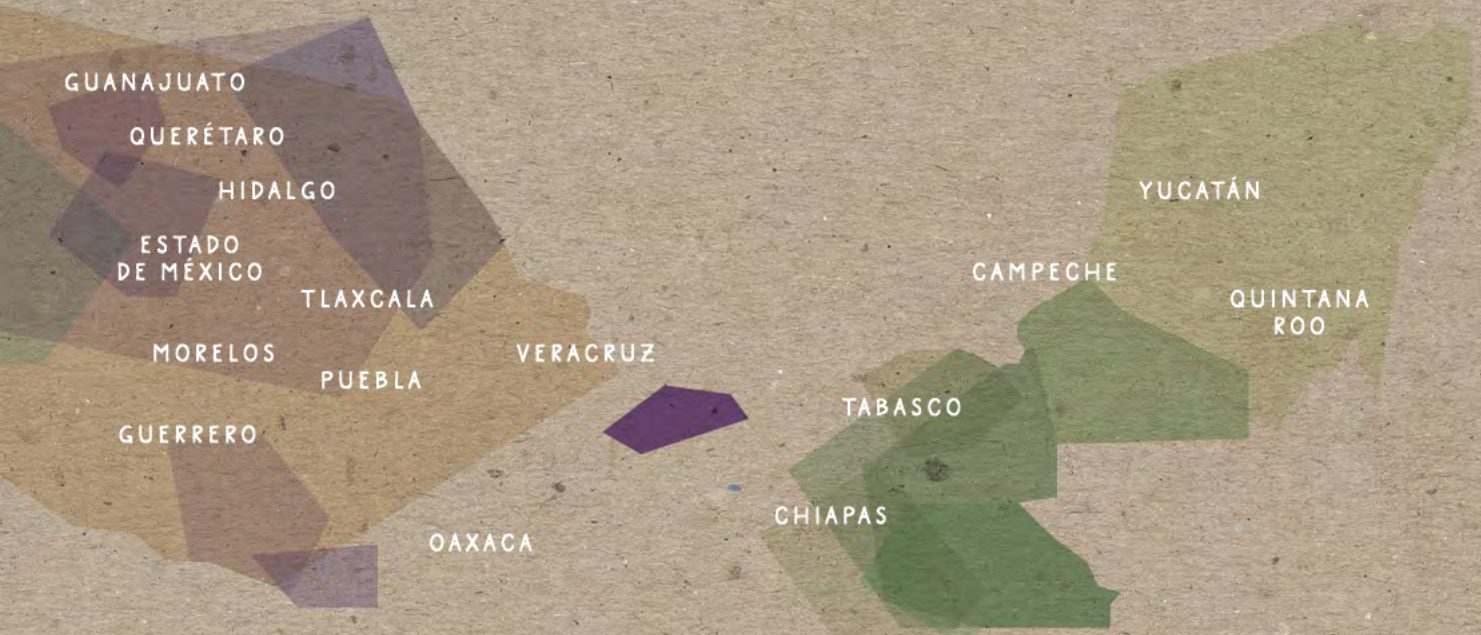 GUANAJUATO
QUERÉTARO
HIDALGO
YUCATÁN
ESTADO
DE MÉXICO
CAMPECHE
TLAXCALA
QUINTANA
ROO
MORELOS
VERACRUZ
PUEBLA
TABASCO
GUERRERO
CHIAPAS
OAXACA